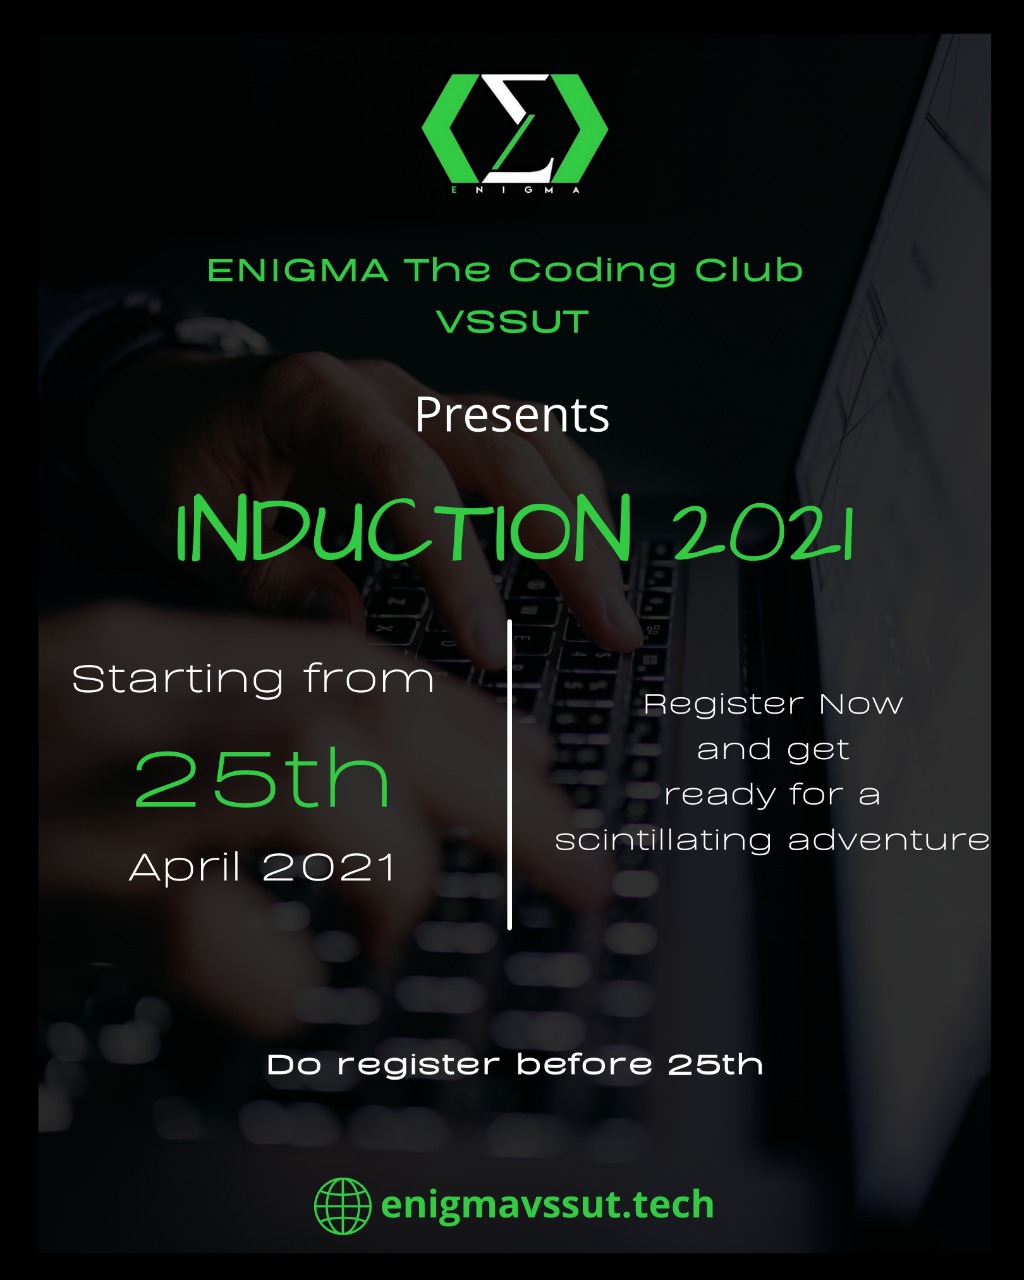 ENIGMA
ENIGMA The Coding Club
VSSUT
Presents
INDUCTION 2021
Starting from
25th
April 2021
Register Now
and get
ready for a
scintillating adventure
Do register before 25th
enigmavssut.tech